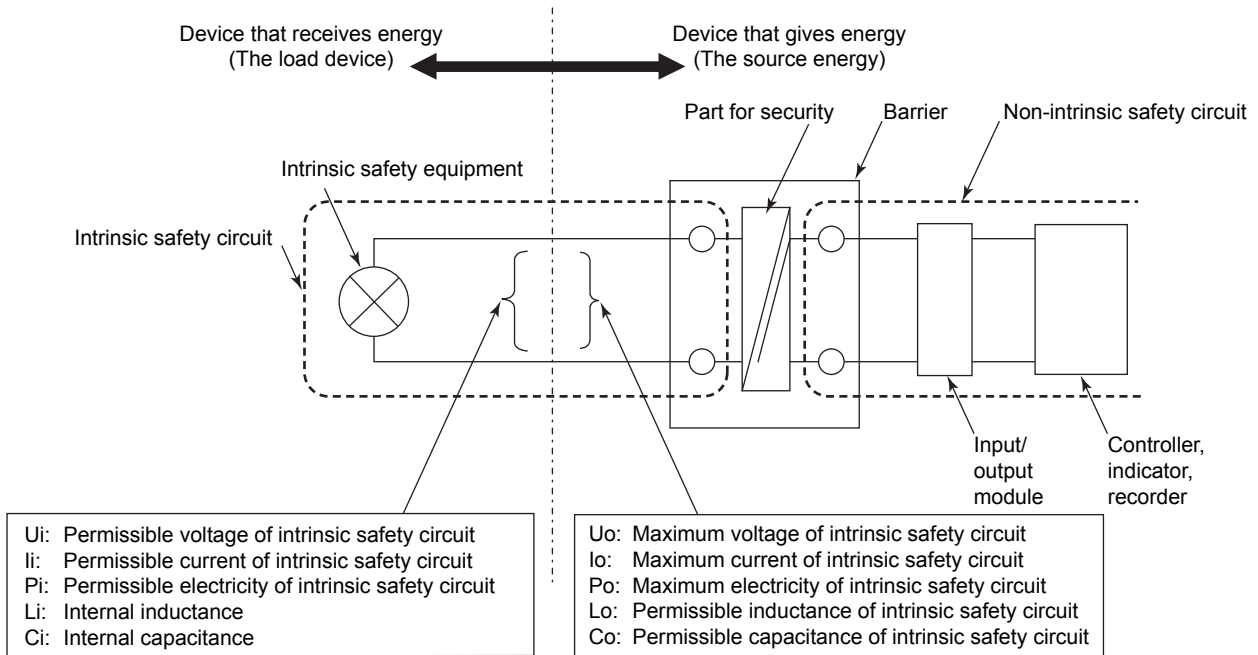 Device that receives energy
(The load device)
Device that gives energy
(The source energy)
Part for security
Barrier
Non-intrinsic safety circuit
Intrinsic safety equipment
Intrinsic safety circuit
Input/
output
module
Controller,
indicator,
recorder
Ui: Permissible voltage of intrinsic safety circuit
Ii: Permissible current of intrinsic safety circuit
Pi: Permissible electricity of intrinsic safety circuit
Li: Internal inductance
Ci: Internal capacitance
Uo: Maximum voltage of intrinsic safety circuit
Io: Maximum current of intrinsic safety circuit
Po: Maximum electricity of intrinsic safety circuit
Lo: Permissible inductance of intrinsic safety circuit
Co: Permissible capacitance of intrinsic safety circuit